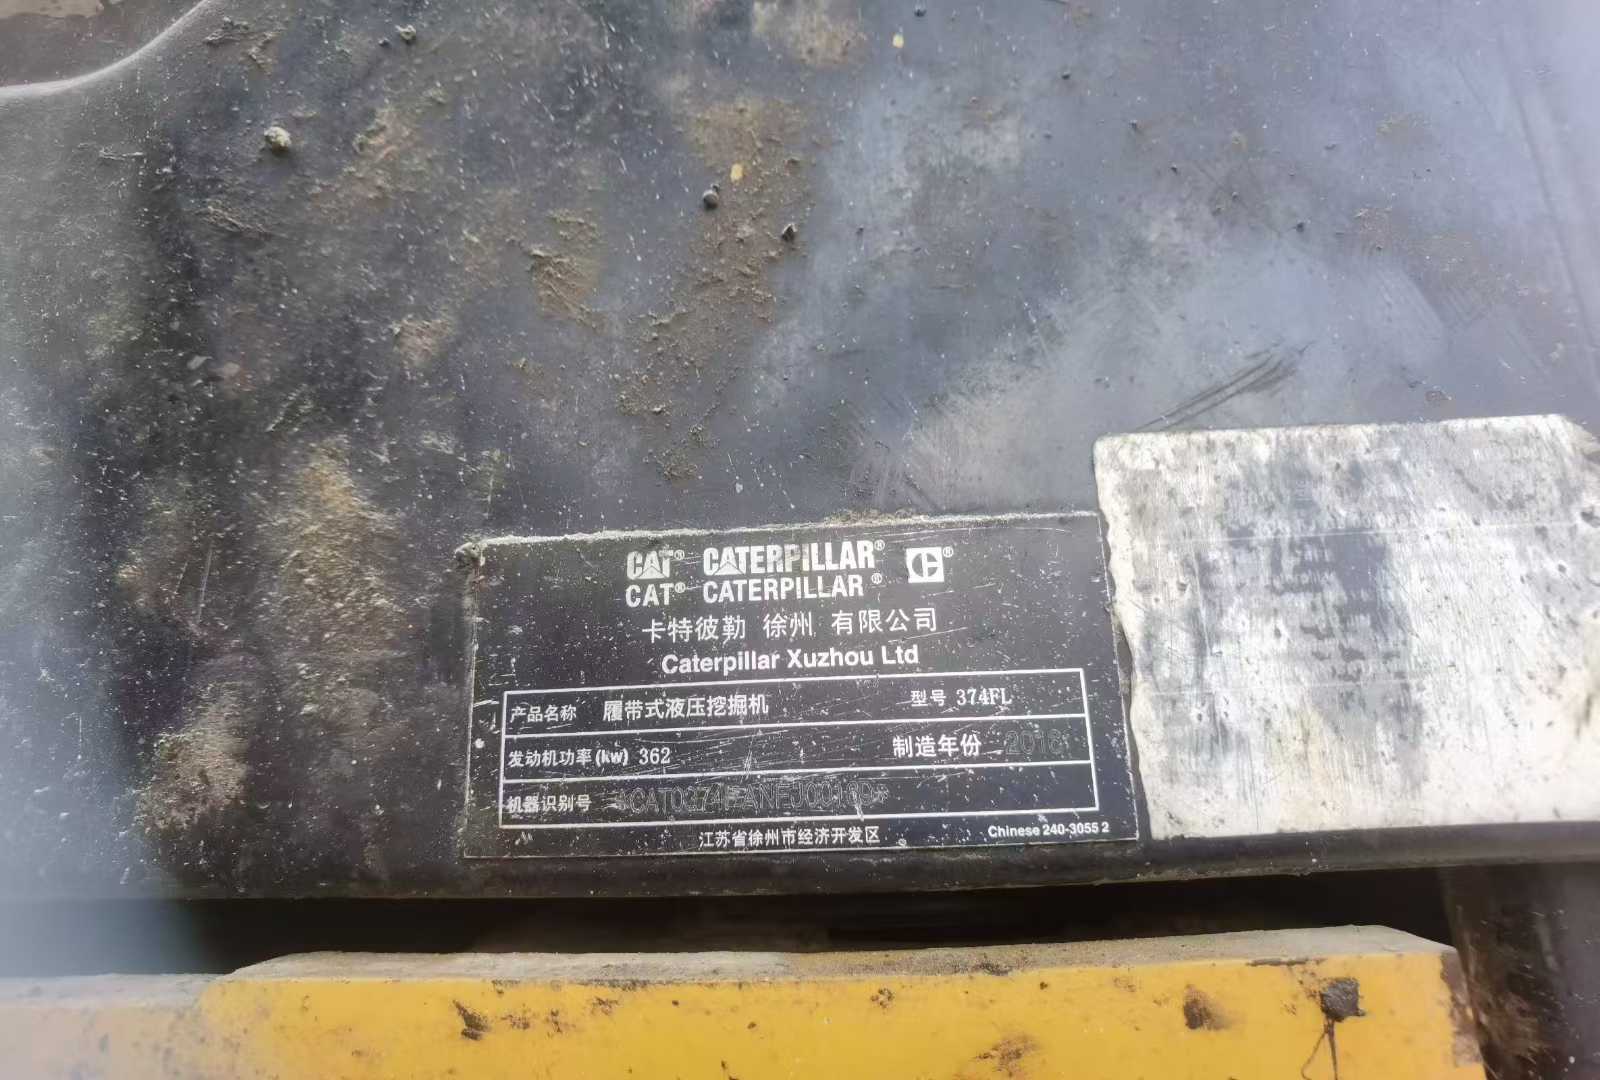 CAT® CATERPILLAR® C®
CAT® CATERPILLAR®
卡特彼勒 徐州 有限公司
Caterpillar Xuzhou Ltd
产品名称 履带式液压挖掘机 型号 374FL
发动机功率(kw) 362 制造年份 2018
机器识别号
江苏省徐州市经济开发区 Chinese 240-3055 2